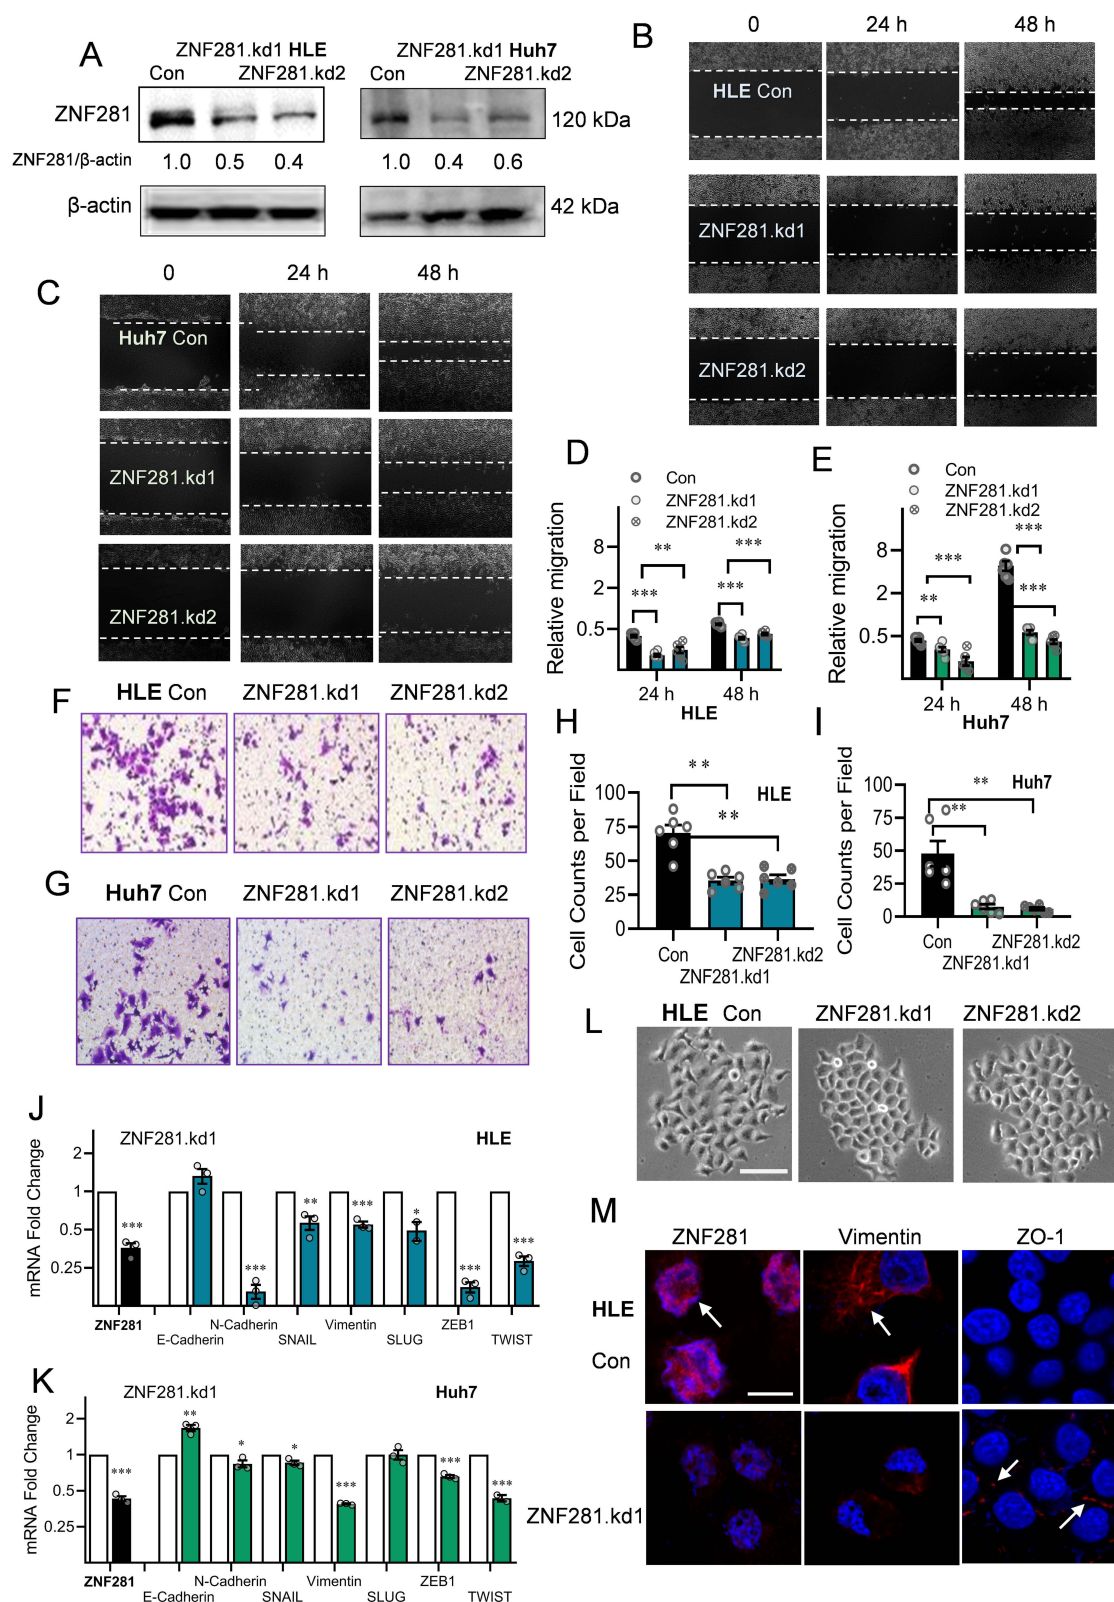 A
ZNF281.kd1 HLE
Con ZNF281.kd2
ZNF281.kd1 Huh7
Con ZNF281.kd2
ZNF281
120 kDa
ZNF281/β-actin
1.0 0.5 0.4
1.0 0.4 0.6
β-actin
42 kDa
B
0 24 h 48 h
HLE Con
ZNF281.kd1
ZNF281.kd2
C
0 24 h 48 h
Huh7 Con
ZNF281.kd1
ZNF281.kd2
D
Con
ZNF281.kd1
ZNF281.kd2
Relative migration
8
2
0.5
*** ** *** ***
24 h 48 h
HLE
E
Con
ZNF281.kd1
ZNF281.kd2
Relative migration
8
2
0.5
** *** *** ***
24 h 48 h
Huh7
F
HLE Con ZNF281.kd1 ZNF281.kd2
G
Huh7 Con ZNF281.kd1 ZNF281.kd2
H
HLE
Cell Counts per Field
100
75
50
25
0
**
**
Con
ZNF281.kd1
ZNF281.kd2
I
Huh7
Cell Counts per Field
100
75
50
25
0
**
**
Con
ZNF281.kd1
ZNF281.kd2
L
HLE Con ZNF281.kd1 ZNF281.kd2
J
ZNF281.kd1 HLE
mRNA Fold Change
2
1
0.5
0.25
*** *** ** *** * *** ***
ZNF281
E-Cadherin
N-Cadherin
SNAIL
Vimentin
SLUG
ZEB1
TWIST
K
ZNF281.kd1 Huh7
mRNA Fold Change
2
1
0.5
0.25
*** ** * * *** *** ***
ZNF281
E-Cadherin
N-Cadherin
SNAIL
Vimentin
SLUG
ZEB1
TWIST
M
ZNF281 Vimentin ZO-1
HLE
Con
ZNF281.kd1